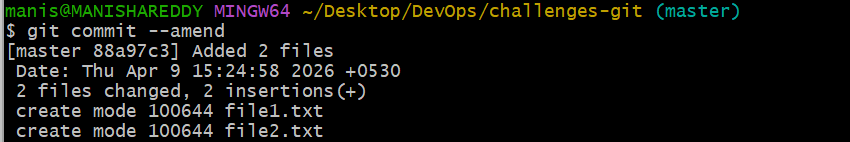 manis@MANISHAREDDY MINGW64 ~/Desktop/DevOps/challenges-git (master)
$ git commit --amend
[master 88a97c3] Added 2 files
 Date: Thu Apr 9 15:24:58 2026 +0530
 2 files changed, 2 insertions(+)
 create mode 100644 file1.txt
 create mode 100644 file2.txt